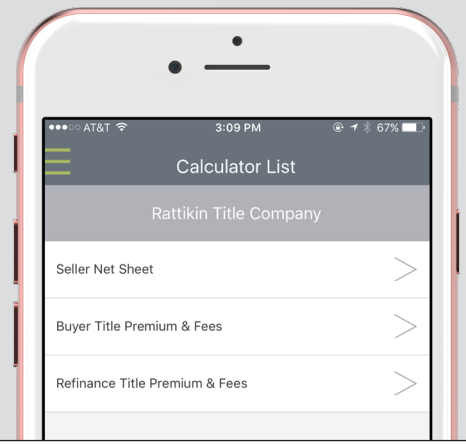 AT&T 3:09 PM 67%
Calculator List
Rattikin Title Company
Seller Net Sheet
Buyer Title Premium & Fees
Refinance Title Premium & Fees